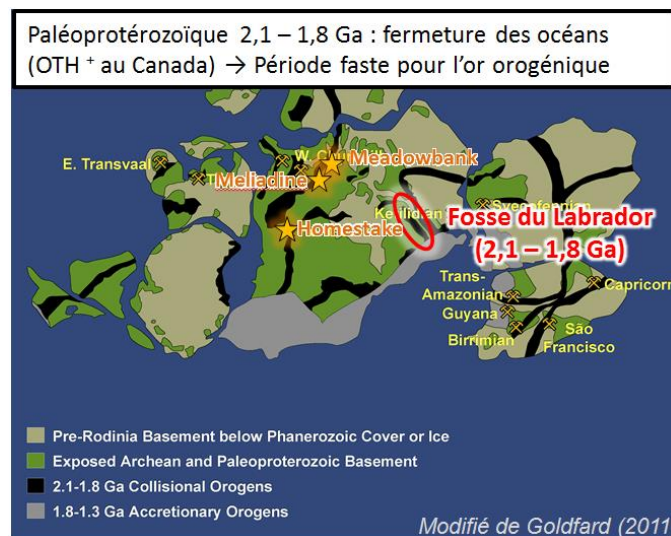 Paléoprotérozoïque 2,1 – 1,8 Ga : fermeture des océans
(OTH + au Canada) → Période faste pour l'or orogénique
E. Transvaal
Meadowbank
Meliadine
Homestake
Fosse du Labrador
(2,1 – 1,8 Ga)
Trans-
Amazonian
Capricorn
Guyana
Birrimian
São
Francisco
Pre-Rodinia Basement below Phanerozoic Cover or Ice
Exposed Archean and Paleoproterozoic Basement
2.1-1.8 Ga Collisional Orogens
1.8-1.3 Ga Accretionary Orogens
Modifié de Goldfard (2011